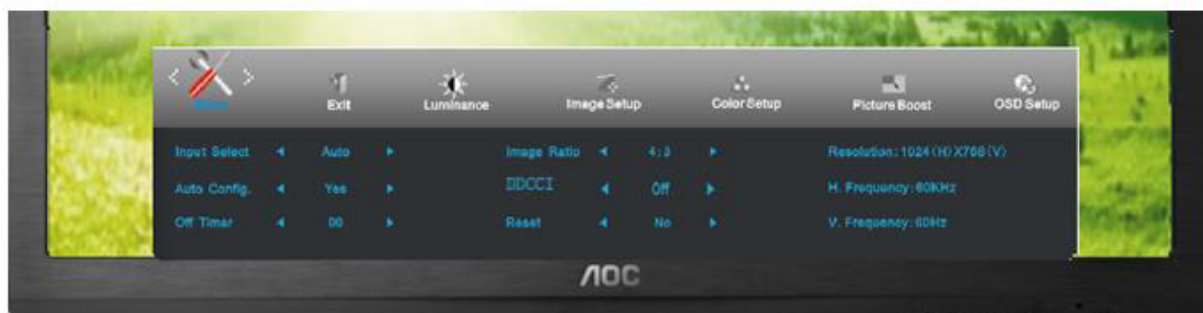 Exit
Luminance
Image Setup
Color Setup
Picture Boost
OSD Setup
Input Select Auto
Image Ratio 4:3
Resolution: 1024(H)X768(V)
Auto Config. Yes
DDCCI Off
H. Frequency: 60KHz
Off Timer 00
Reset No
V. Frequency: 60Hz
AOC